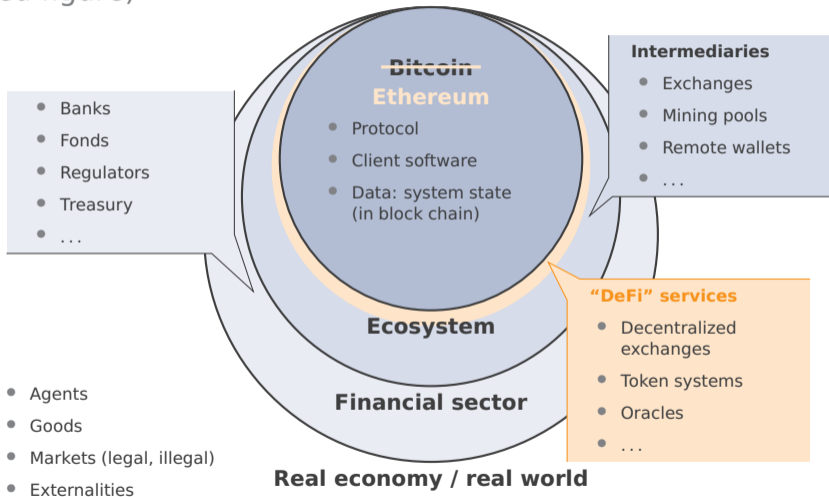 Bitcoin
Ethereum
Protocol
Client software
Data: system state
(in block chain)
Intermediaries
Exchanges
Mining pools
Remote wallets
...
Banks
Fonds
Regulators
Treasury
...
Ecosystem
"DeFi" services
Decentralized
exchanges
Token systems
Oracles
...
Financial sector
Agents
Goods
Markets (legal, illegal)
Externalities
Real economy / real world